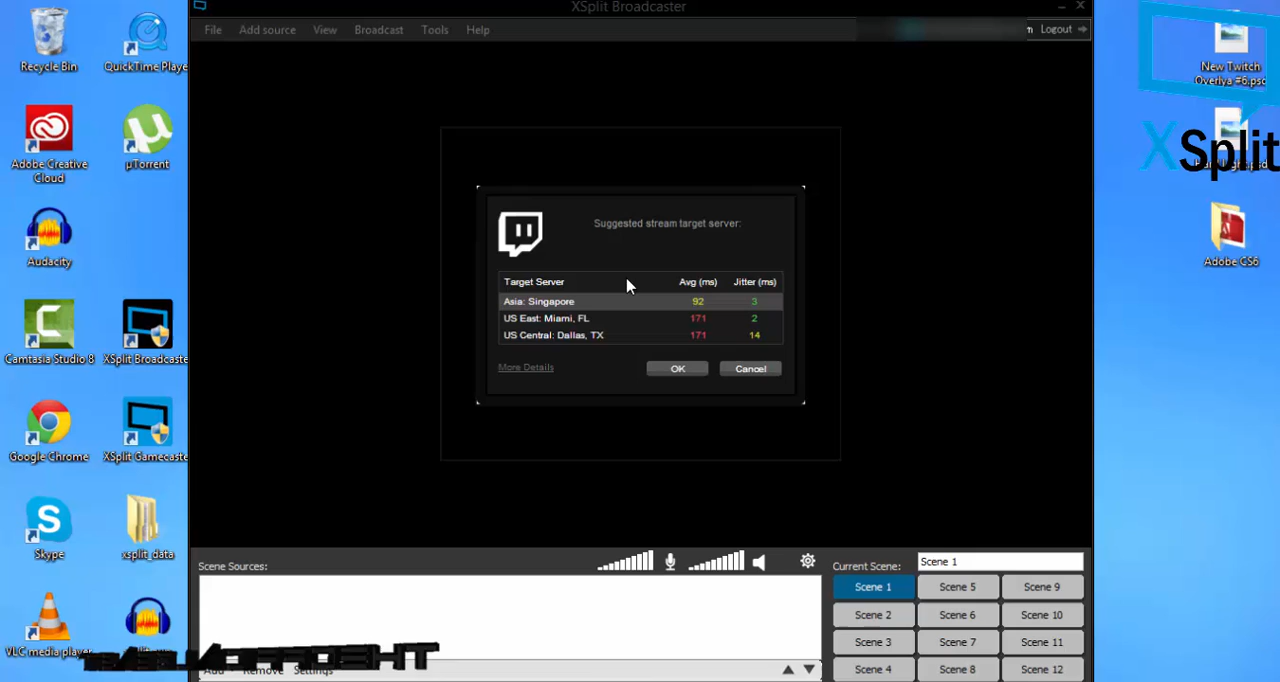 XSplit Broadcaster
File Add source View Broadcast Tools Help
Logout
Recycle Bin
QuickTime Playe
Adobe Creative
Cloud
µTorrent
Audacity
Camtasia Studio 8
XSplit Broadcaste
Google Chrome
XSplit Gamecaste
Skype
xsplit_data
VLC media player
New Twitch
Overlya #6.psd
XSplit
Adobe CS6
Suggested stream target server:
Target Server Avg (ms) Jitter (ms)
Asia: Singapore 92 3
US East: Miami, FL 171 2
US Central: Dallas, TX 171 14
More Details OK Cancel
Scene Sources:
Current Scene: Scene 1
Scene 1 Scene 5 Scene 9
Scene 2 Scene 6 Scene 10
Scene 3 Scene 7 Scene 11
Scene 4 Scene 8 Scene 12
Add Remove Settings